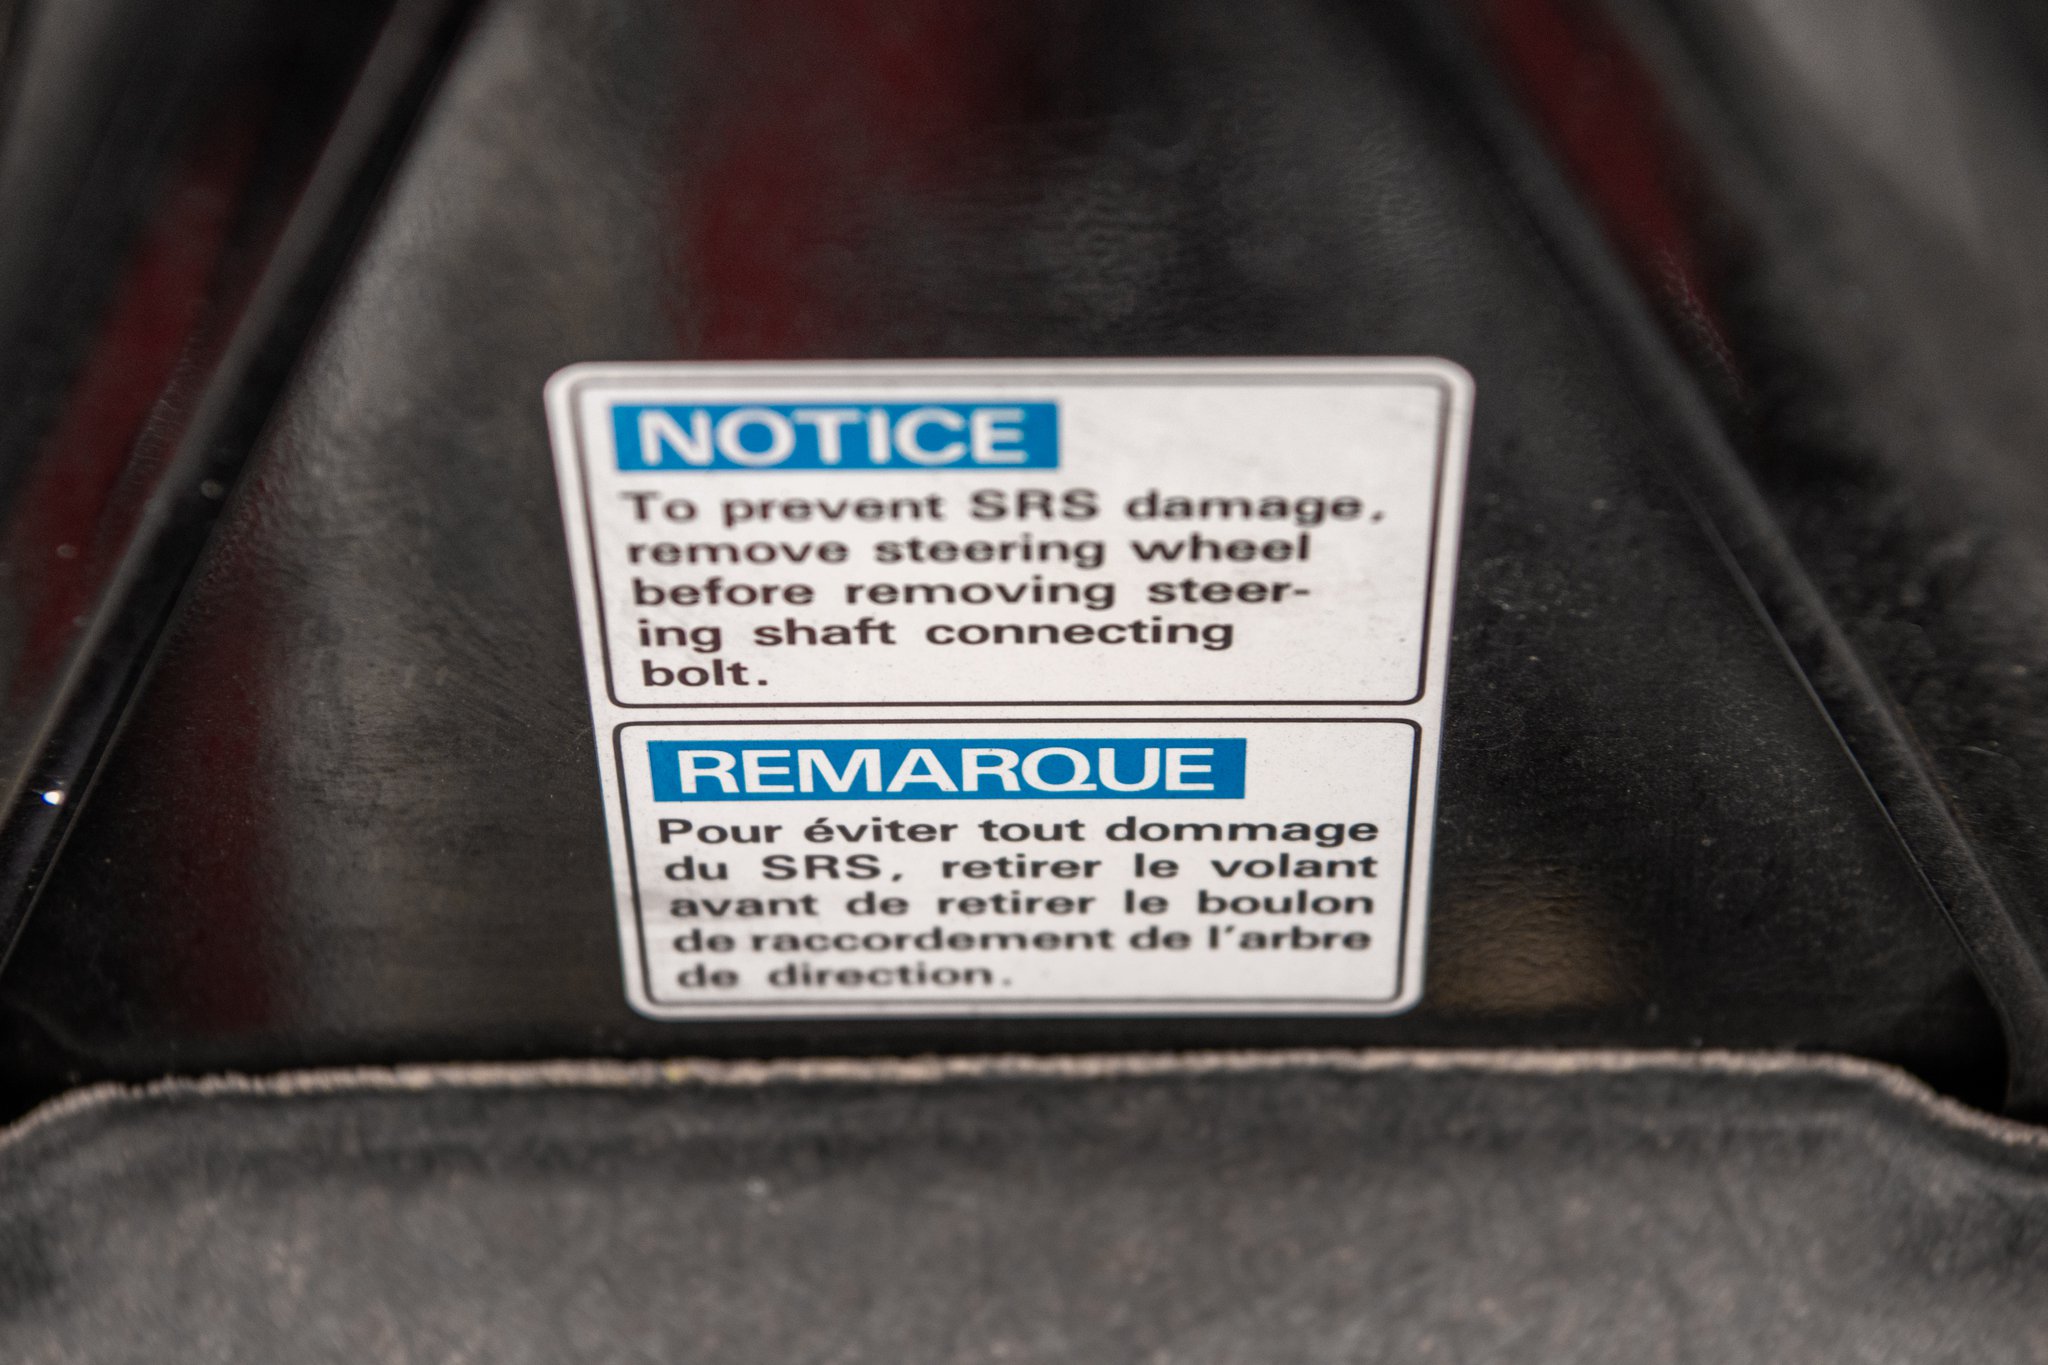 NOTICE
To prevent SRS damage,
remove steering wheel
before removing steer-
ing shaft connecting
bolt.
REMARQUE
Pour éviter tout dommage
du SRS, retirer le volant
avant de retirer le boulon
de raccordement de l'arbre
de direction.